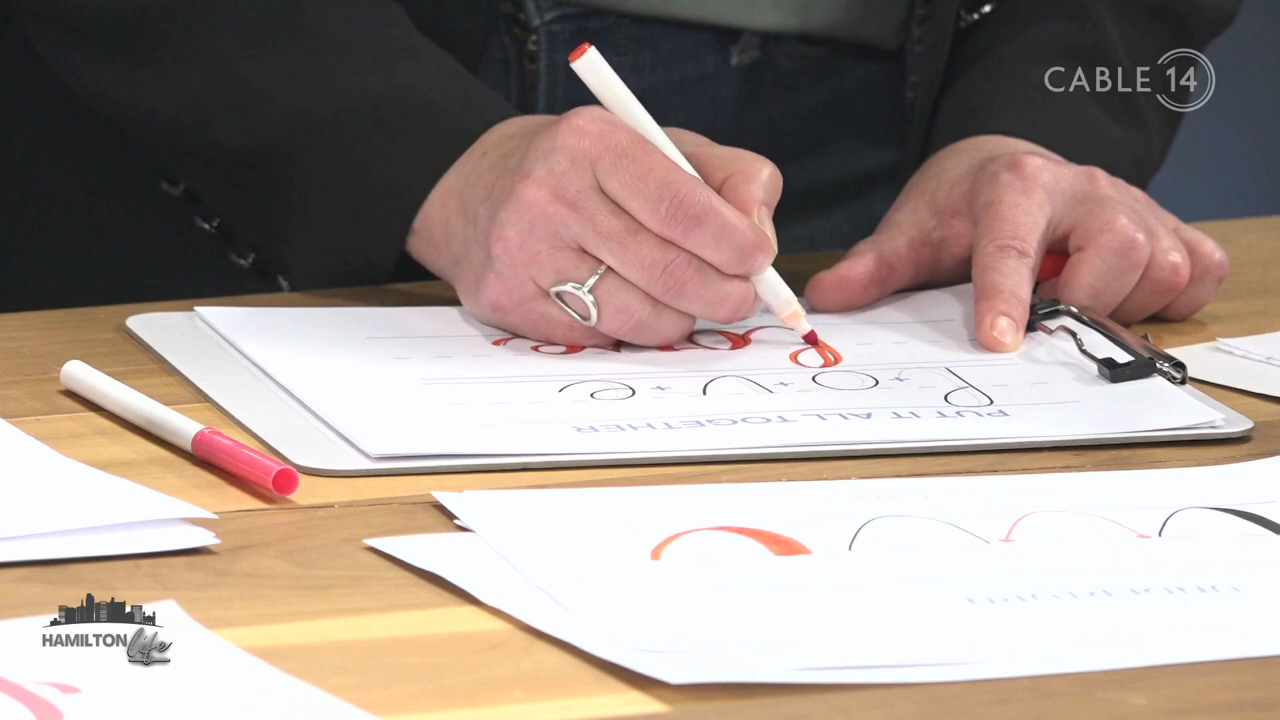 CABLE 14
L + o + v + e
PUT IT ALL TOGETHER
HAMILTON life